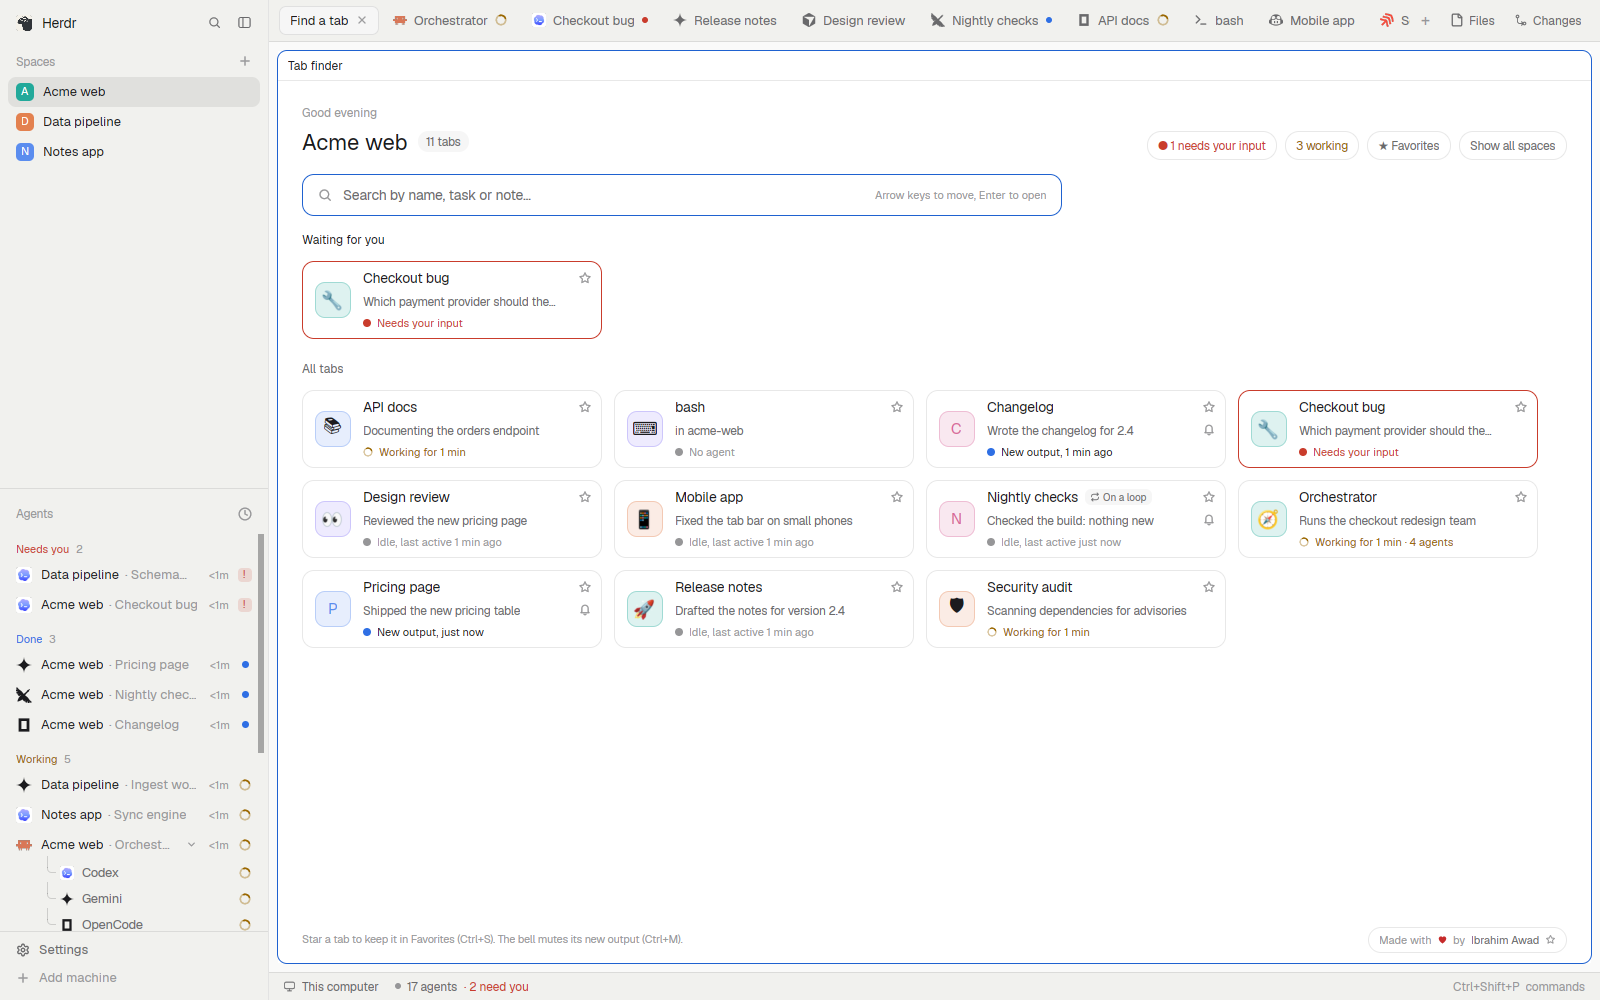 Herdr
Spaces
A Acme web
D Data pipeline
N Notes app
Agents
Needs you 2
Data pipeline · Schema... <1m !
Acme web · Checkout bug <1m !
Done 3
Acme web · Pricing page <1m
Acme web · Nightly chec... <1m
Acme web · Changelog <1m
Working 5
Data pipeline · Ingest wo... <1m
Notes app · Sync engine <1m
Acme web · Orchest... <1m
Codex
Gemini
OpenCode
Settings
Add machine
Find a tab Orchestrator Checkout bug Release notes Design review Nightly checks API docs bash Mobile app S Files Changes
Tab finder
Good evening
Acme web 11 tabs
1 needs your input 3 working ★ Favorites Show all spaces
Search by name, task or note... Arrow keys to move, Enter to open
Waiting for you
Checkout bug
Which payment provider should the...
Needs your input
All tabs
API docs
Documenting the orders endpoint
Working for 1 min
bash
in acme-web
No agent
C
Changelog
Wrote the changelog for 2.4
New output, 1 min ago
Checkout bug
Which payment provider should the...
Needs your input
Design review
Reviewed the new pricing page
Idle, last active 1 min ago
Mobile app
Fixed the tab bar on small phones
Idle, last active 1 min ago
N
Nightly checks On a loop
Checked the build: nothing new
Idle, last active just now
Orchestrator
Runs the checkout redesign team
Working for 1 min · 4 agents
P
Pricing page
Shipped the new pricing table
New output, just now
Release notes
Drafted the notes for version 2.4
Idle, last active 1 min ago
Security audit
Scanning dependencies for advisories
Working for 1 min
Star a tab to keep it in Favorites (Ctrl+S). The bell mutes its new output (Ctrl+M).
Made with ♥ by Ibrahim Awad
This computer 17 agents · 2 need you
Ctrl+Shift+P commands